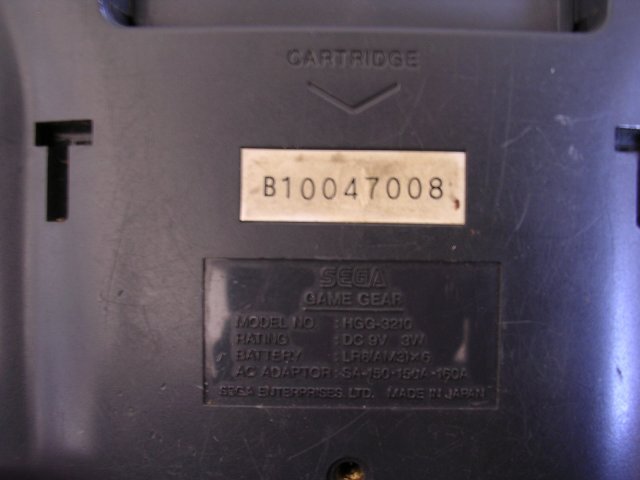 CARTRIDGE
B10047008
SEGA
GAME GEAR
MODEL NO. : HGG-3210
RATING : DC 9V 3W
BATTERY : LR6(AM3)×6
AC ADAPTOR : SA-150·150A·160A
SEGA ENTERPRISES LTD. MADE IN JAPAN